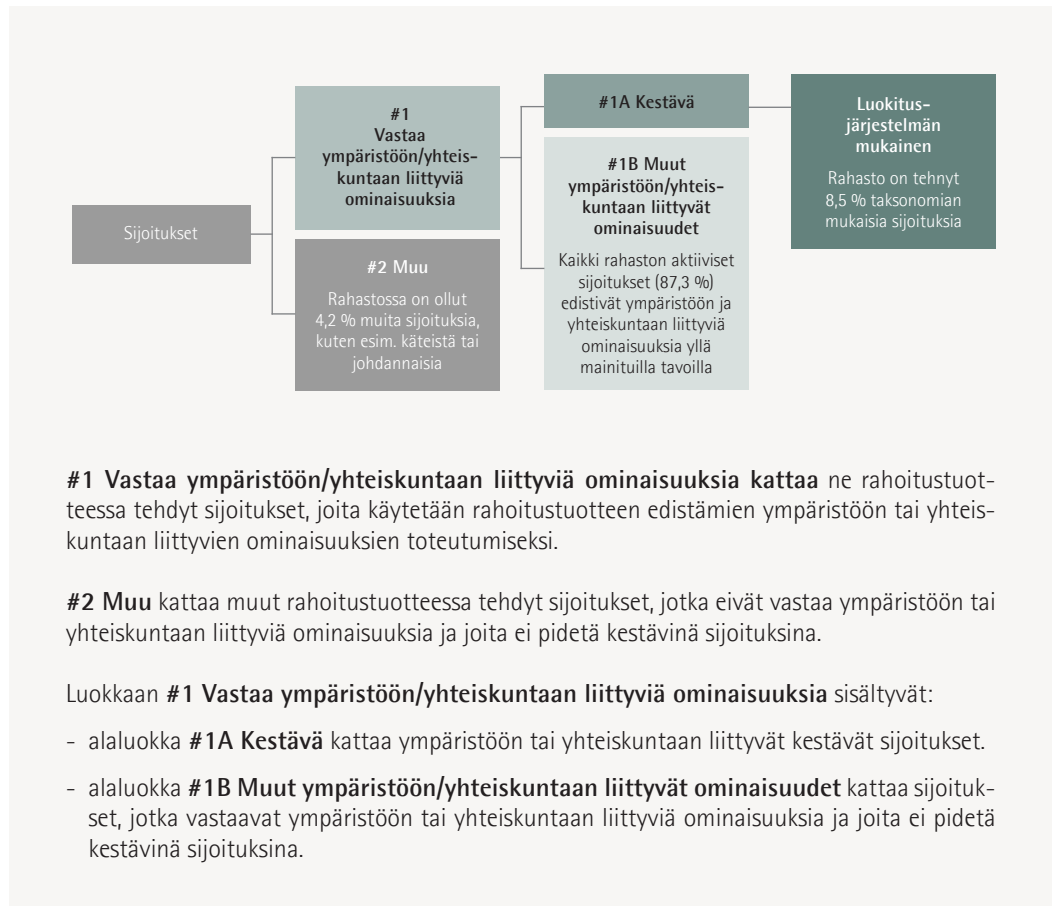 Sijoitukset
#1
Vastaa
ympäristöön/yhteis-
kuntaan liittyviä
ominaisuuksia
#2 Muu
Rahastossa on ollut
4,2 % muita sijoituksia,
kuten esim. käteistä tai
johdannaisia
#1A Kestävä
#1B Muut
ympäristöön/yhteis-
kuntaan liittyvät
ominaisuudet
Kaikki rahaston aktiiviset
sijoitukset (87,3 %)
edistivät ympäristöön ja
yhteiskuntaan liittyviä
ominaisuuksia yllä
mainituilla tavoilla
Luokitus-
järjestelmän
mukainen
Rahasto on tehnyt
8,5 % taksonomian
mukaisia sijoituksia
#1 Vastaa ympäristöön/yhteiskuntaan liittyviä ominaisuuksia kattaa ne rahoitustuot-
teessa tehdyt sijoitukset, joita käytetään rahoitustuotteen edistämien ympäristöön tai yhteis-
kuntaan liittyvien ominaisuuksien toteutumiseksi.
#2 Muu kattaa muut rahoitustuotteessa tehdyt sijoitukset, jotka eivät vastaa ympäristöön tai
yhteiskuntaan liittyviä ominaisuuksia ja joita ei pidetä kestävinä sijoituksina.
Luokkaan #1 Vastaa ympäristöön/yhteiskuntaan liittyviä ominaisuuksia sisältyvät:
- alaluokka #1A Kestävä kattaa ympäristöön tai yhteiskuntaan liittyvät kestävät sijoitukset.
- alaluokka #1B Muut ympäristöön/yhteiskuntaan liittyvät ominaisuudet kattaa sijoituk-
set, jotka vastaavat ympäristöön tai yhteiskuntaan liittyviä ominaisuuksia ja joita ei pidetä
kestävinä sijoituksina.